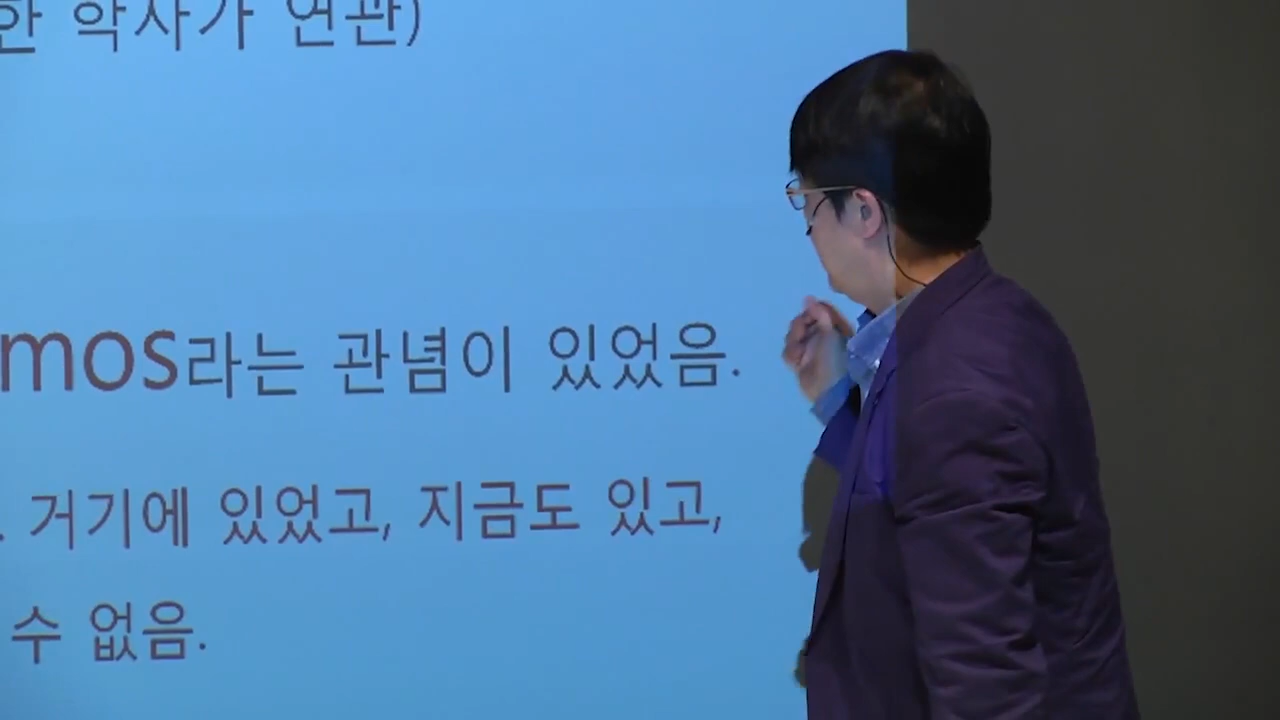 한 학사가 연관)
mos라는 관념이 있었음.
. 거기에 있었고, 지금도 있고,
수 없음.